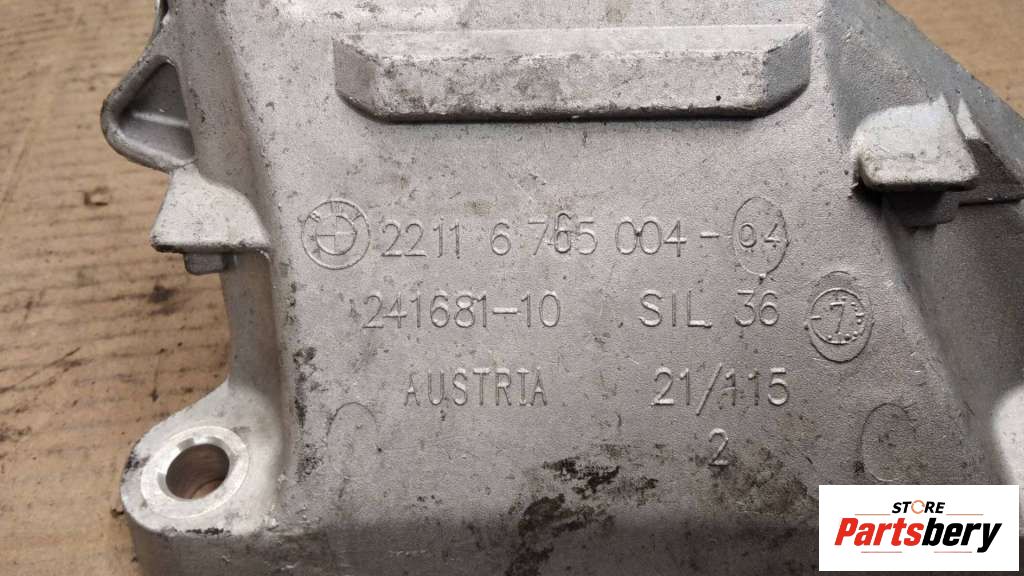 2211 6 765 004-04
241681-10 SIL 36 7
AUSTRIA 21/115
2
STORE
Partsbery